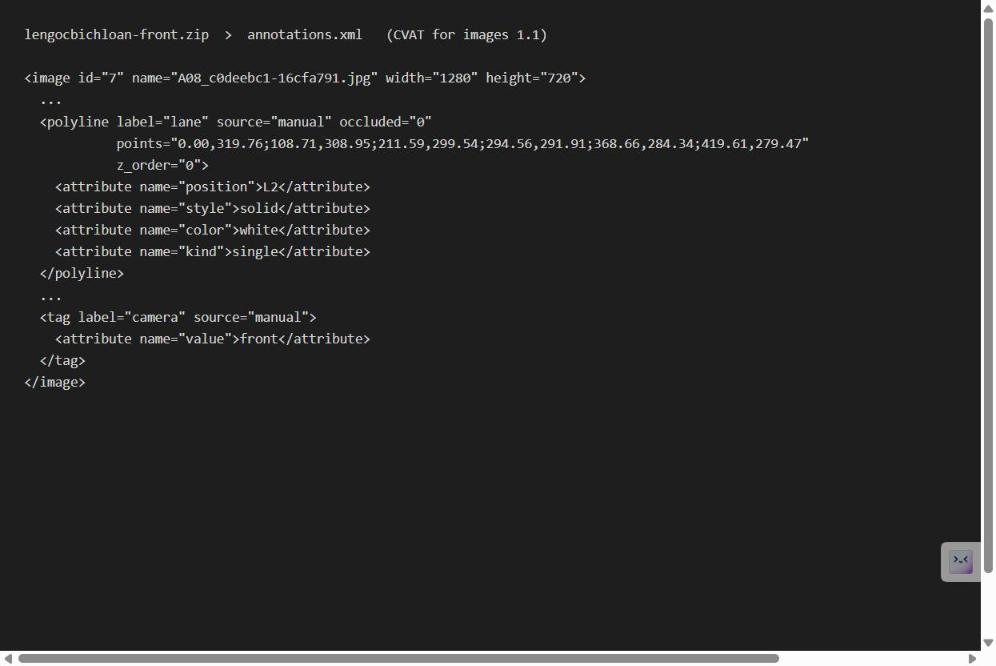 lengocbichloan-front.zip  >  annotations.xml   (CVAT for images 1.1)
<image id="7" name="A08_c0deebc1-16cfa791.jpg" width="1280" height="720">
  ...
  <polyline label="lane" source="manual" occluded="0"
            points="0.00,319.76;108.71,308.95;211.59,299.54;294.56,291.91;368.66,284.34;419.61,279.47"
            z_order="0">
    <attribute name="position">L2</attribute>
    <attribute name="style">solid</attribute>
    <attribute name="color">white</attribute>
    <attribute name="kind">single</attribute>
  </polyline>
  ...
  <tag label="camera" source="manual">
    <attribute name="value">front</attribute>
  </tag>
</image>